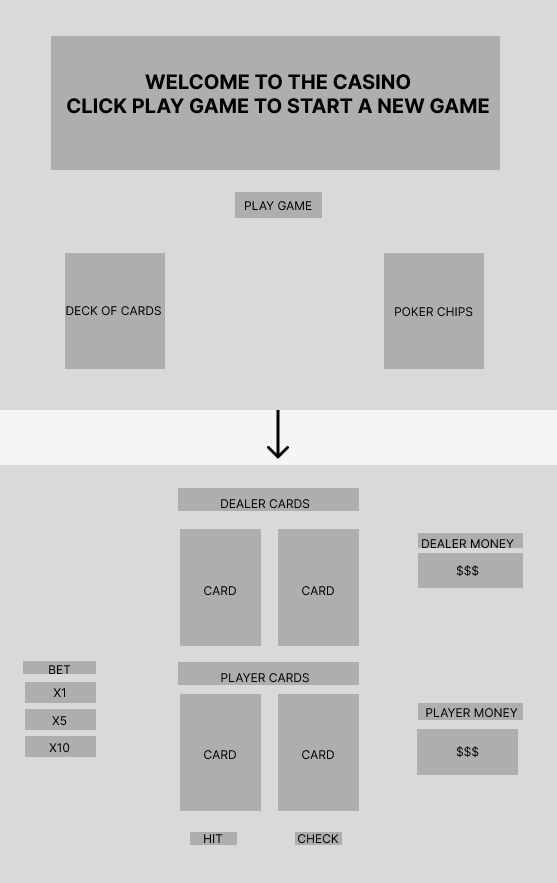 WELCOME TO THE CASINO
CLICK PLAY GAME TO START A NEW GAME
PLAY GAME
DECK OF CARDS
POKER CHIPS
DEALER CARDS
CARD
CARD
DEALER MONEY
$$$
BET
X1
X5
X10
PLAYER CARDS
CARD
CARD
PLAYER MONEY
$$$
HIT
CHECK